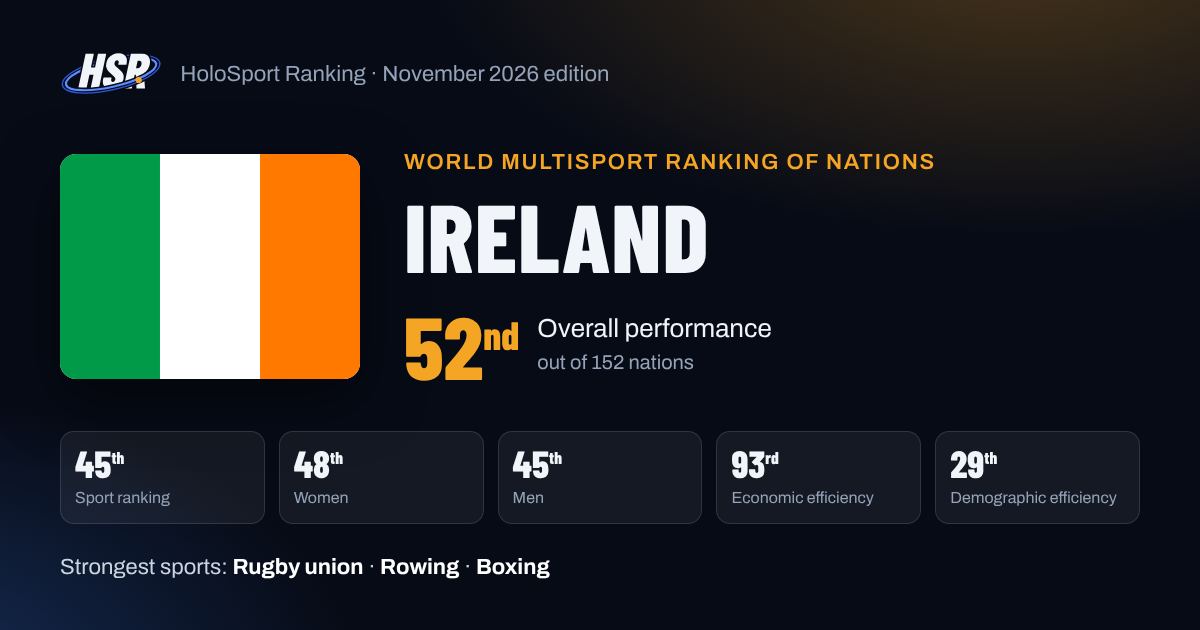 HSR
HoloSport Ranking · November 2026 edition
WORLD MULTISPORT RANKING OF NATIONS
IRELAND
52nd
Overall performance
out of 152 nations
45th
Sport ranking
48th
Women
45th
Men
93rd
Economic efficiency
29th
Demographic efficiency
Strongest sports: Rugby union · Rowing · Boxing